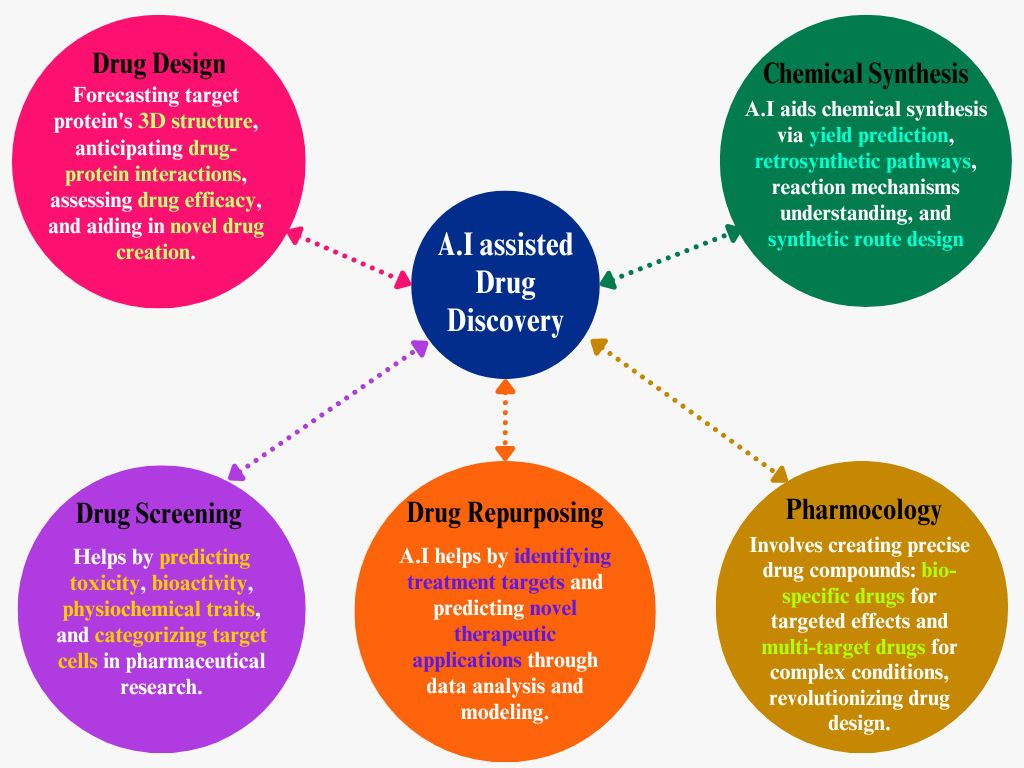 Drug Design
Forecasting target
protein's 3D structure,
anticipating drug-
protein interactions,
assessing drug efficacy,
and aiding in novel drug
creation.
Chemical Synthesis
A.I aids chemical synthesis
via yield prediction,
retrosynthetic pathways,
reaction mechanisms
understanding, and
synthetic route design
A.I assisted
Drug
Discovery
Drug Screening
Helps by predicting
toxicity, bioactivity,
physiochemical traits,
and categorizing target
cells in pharmaceutical
research.
Drug Repurposing
A.I helps by identifying
treatment targets and
predicting novel
therapeutic
applications through
data analysis and
modeling.
Pharmocology
Involves creating precise
drug compounds: bio-
specific drugs for
targeted effects and
multi-target drugs for
complex conditions,
revolutionizing drug
design.